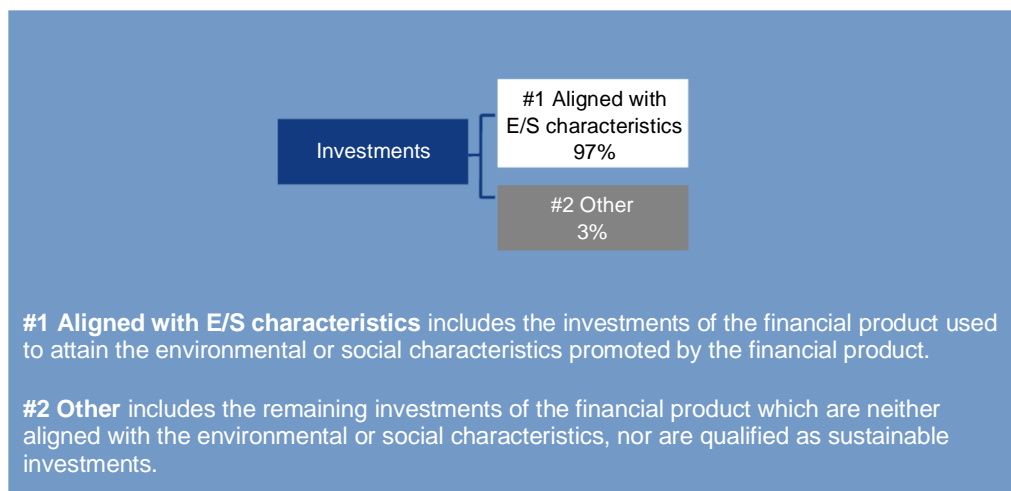 #1 Aligned with
E/S characteristics
97%
Investments
#2 Other
3%
#1 Aligned with E/S characteristics includes the investments of the financial product used
to attain the environmental or social characteristics promoted by the financial product.
#2 Other includes the remaining investments of the financial product which are neither
aligned with the environmental or social characteristics, nor are qualified as sustainable
investments.